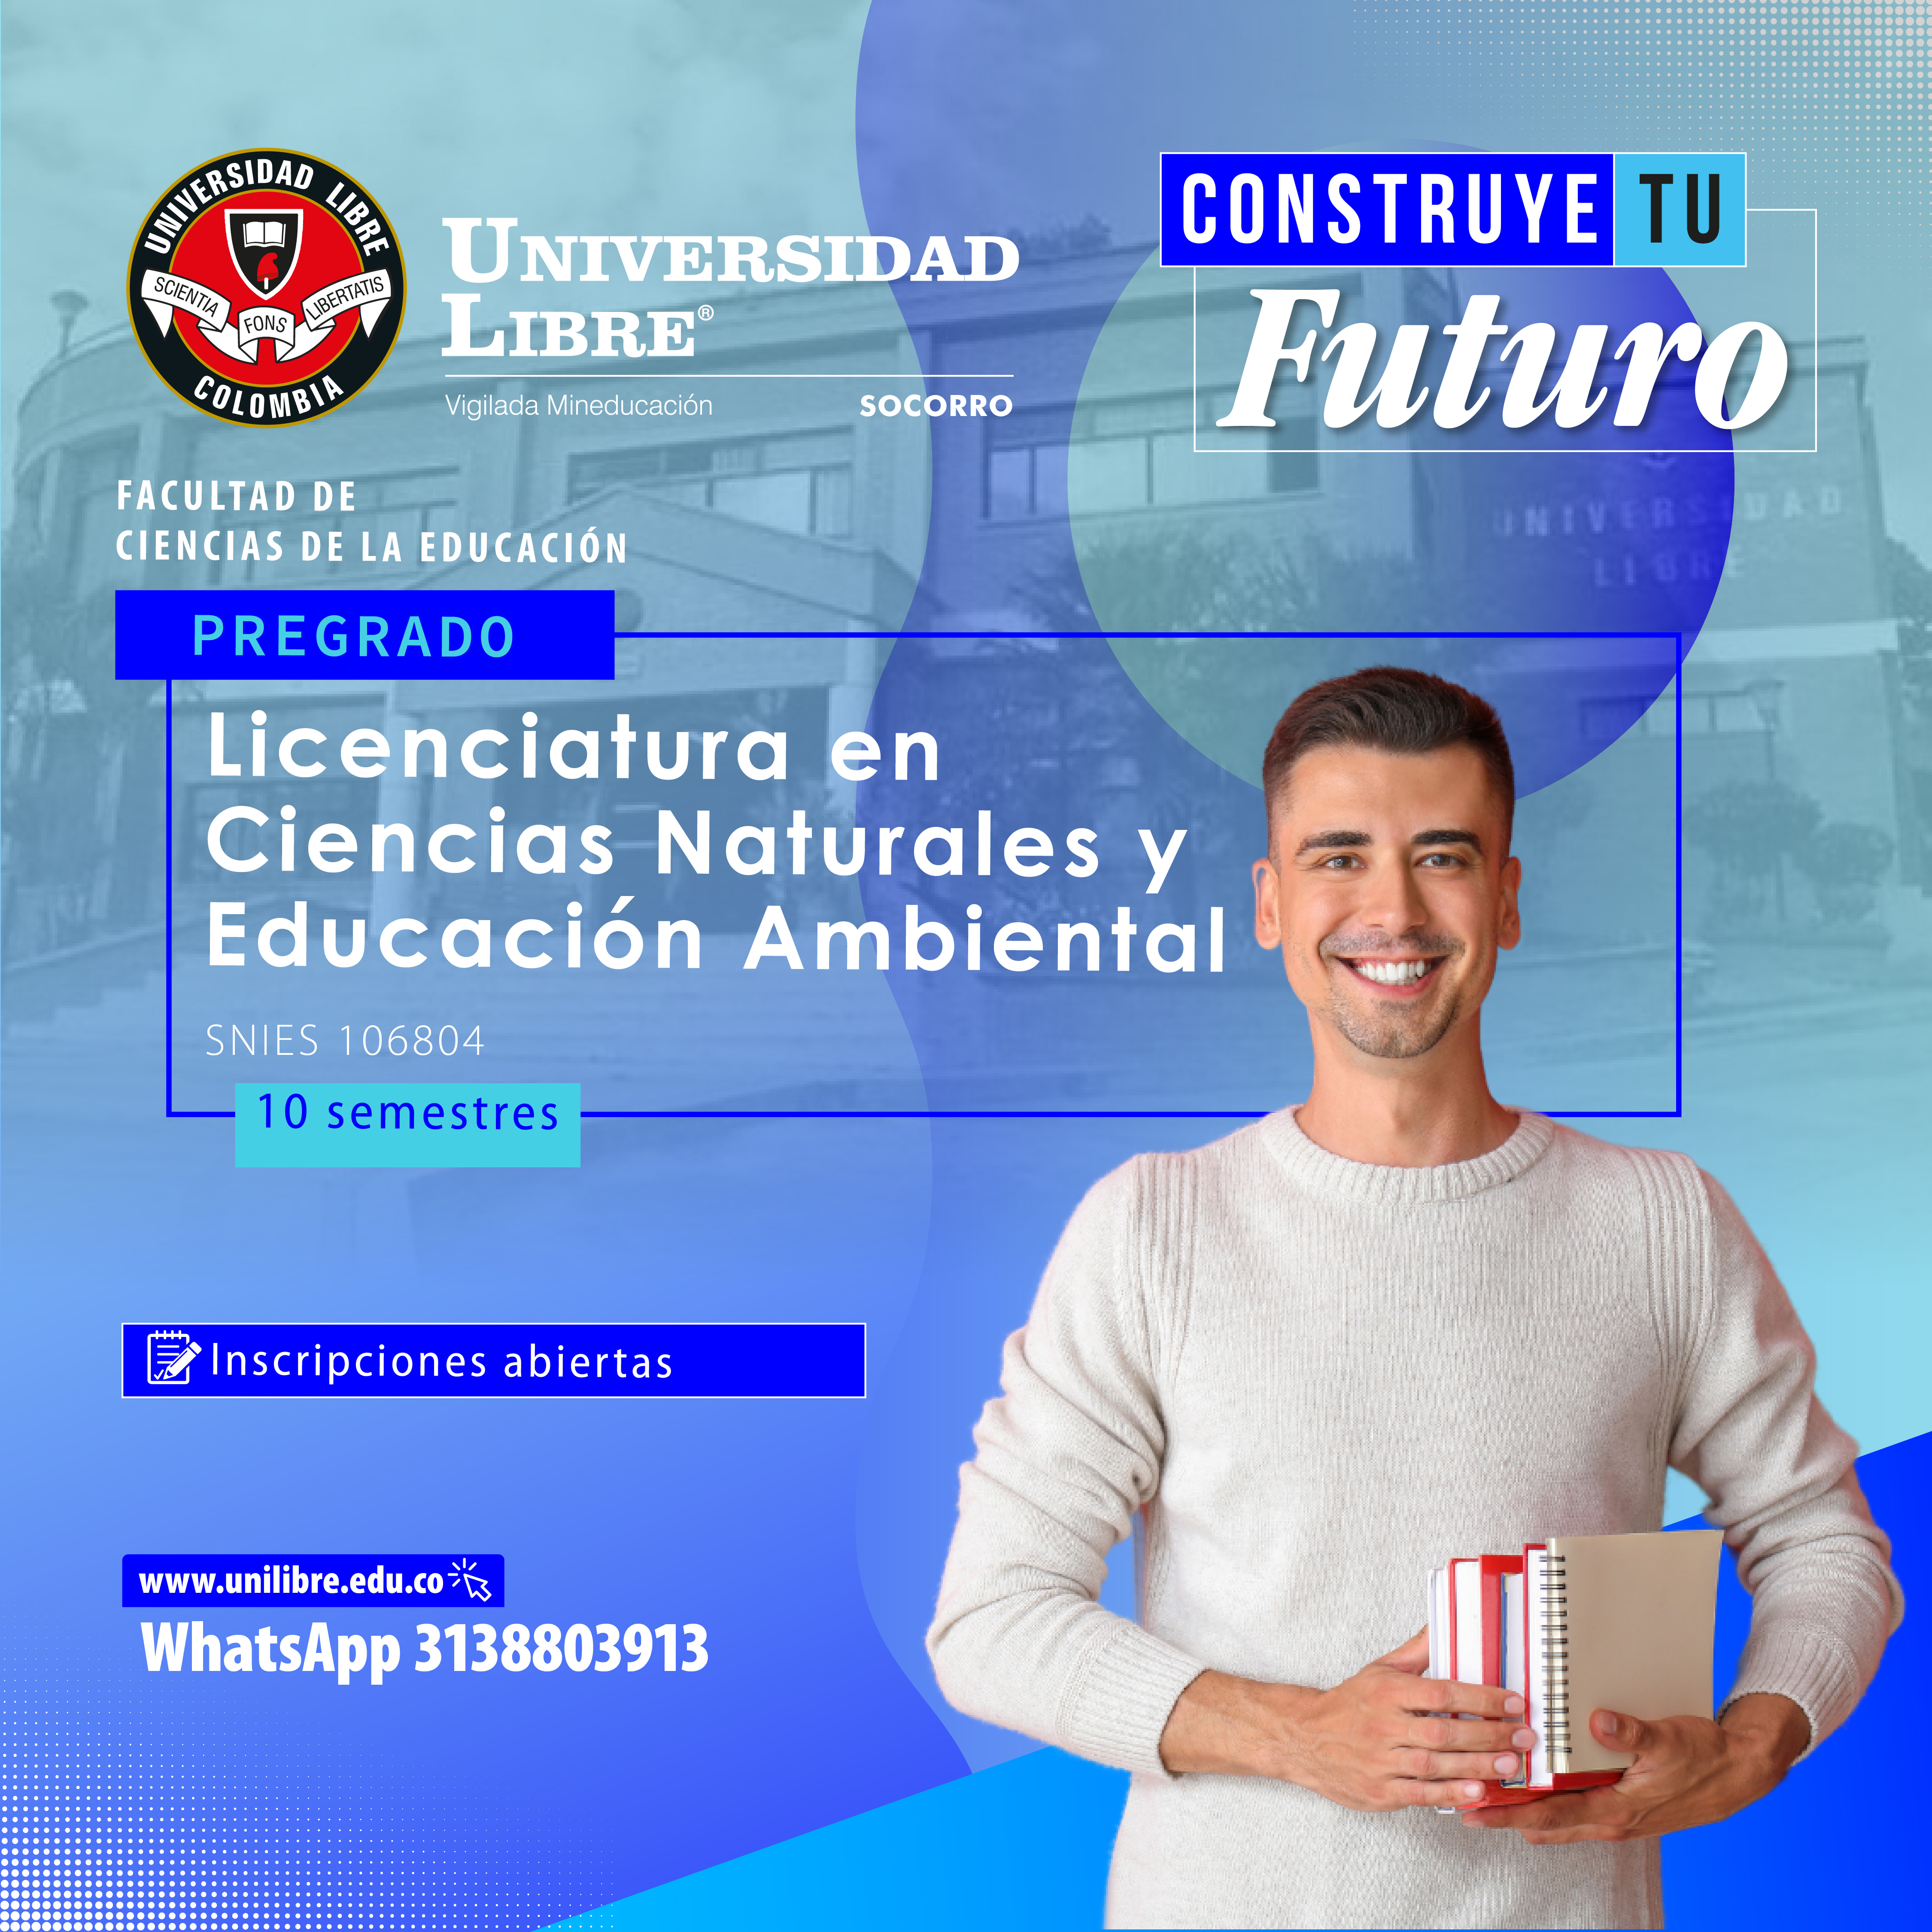 UNIVERSIDAD LIBRE
SCIENTIA
FONS
LIBERTATIS
COLOMBIA
UNIVERSIDAD
LIBRE®
Vigilada Mineducación
SOCORRO
CONSTRUYE TU
Futuro
UNIVERSIDAD
LIBRE
FACULTAD DE
CIENCIAS DE LA EDUCACIÓN
PREGRADO
Licenciatura en
Ciencias Naturales y
Educación Ambiental
SNIES 106804
10 semestres
Inscripciones abiertas
www.unilibre.edu.co
WhatsApp 3138803913